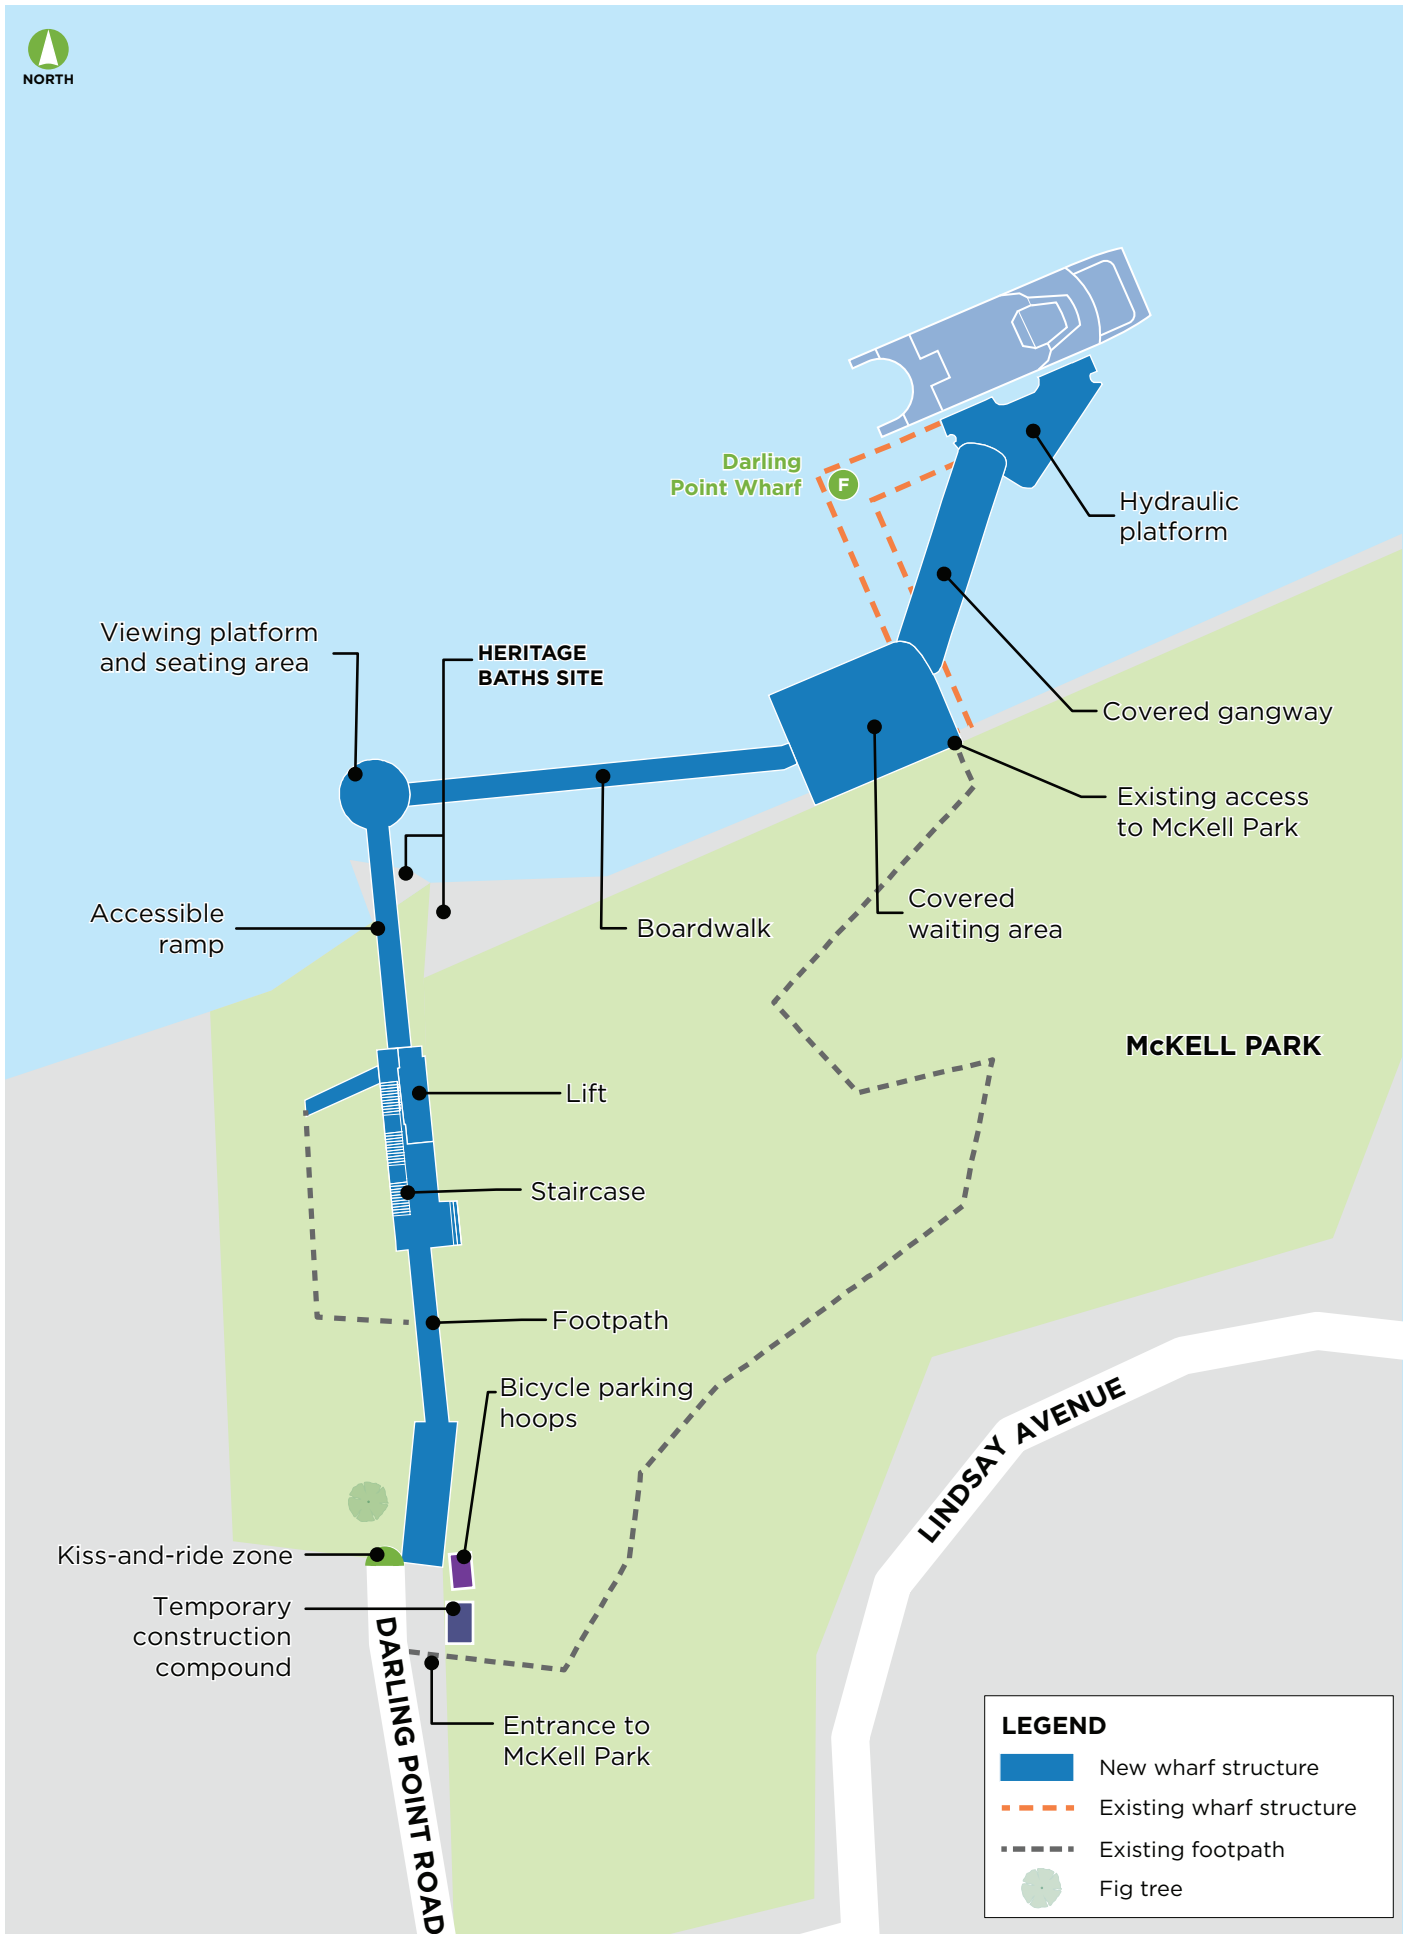 NORTH
Darling
Point Wharf
F
Hydraulic
platform
Viewing platform
and seating area
HERITAGE
BATHS SITE
Covered gangway
Existing access
to McKell Park
Accessible
ramp
Boardwalk
Covered
waiting area
McKELL PARK
Lift
Staircase
Footpath
Bicycle parking
hoops
LINDSAY AVENUE
Kiss-and-ride zone
Temporary
construction
compound
DARLING POINT ROAD
Entrance to
McKell Park
LEGEND
New wharf structure
Existing wharf structure
Existing footpath
Fig tree